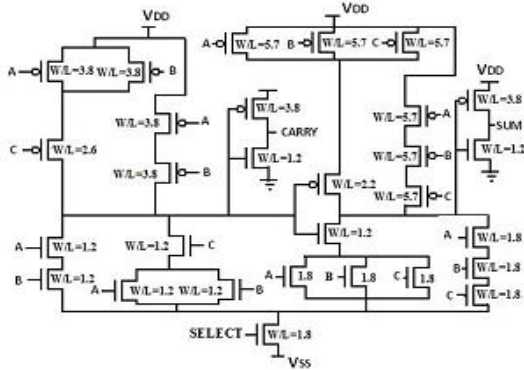 VDD
VDD
A W/L=3.8 W/L=3.8 B
A W/L=5.7 B W/L=5.7 C W/L=5.7
VDD
W/L=3.8 A
W/L=3.8
CARRY
W/L=1.2
W/L=5.7 A
W/L=3.8
SUM
W/L=1.2
C W/L=2.6
W/L=3.8 B
W/L=5.7 B
W/L=2.2
W/L=5.7 C
W/L=1.2
A W/L=1.2
W/L=1.2 C
A W/L=1.8
B W/L=1.2
A W/L=1.2 W/L=1.2 B
A 1.8 B 1.8 C 1.8
B W/L=1.8
C W/L=1.8
SELECT W/L=1.8
VSS